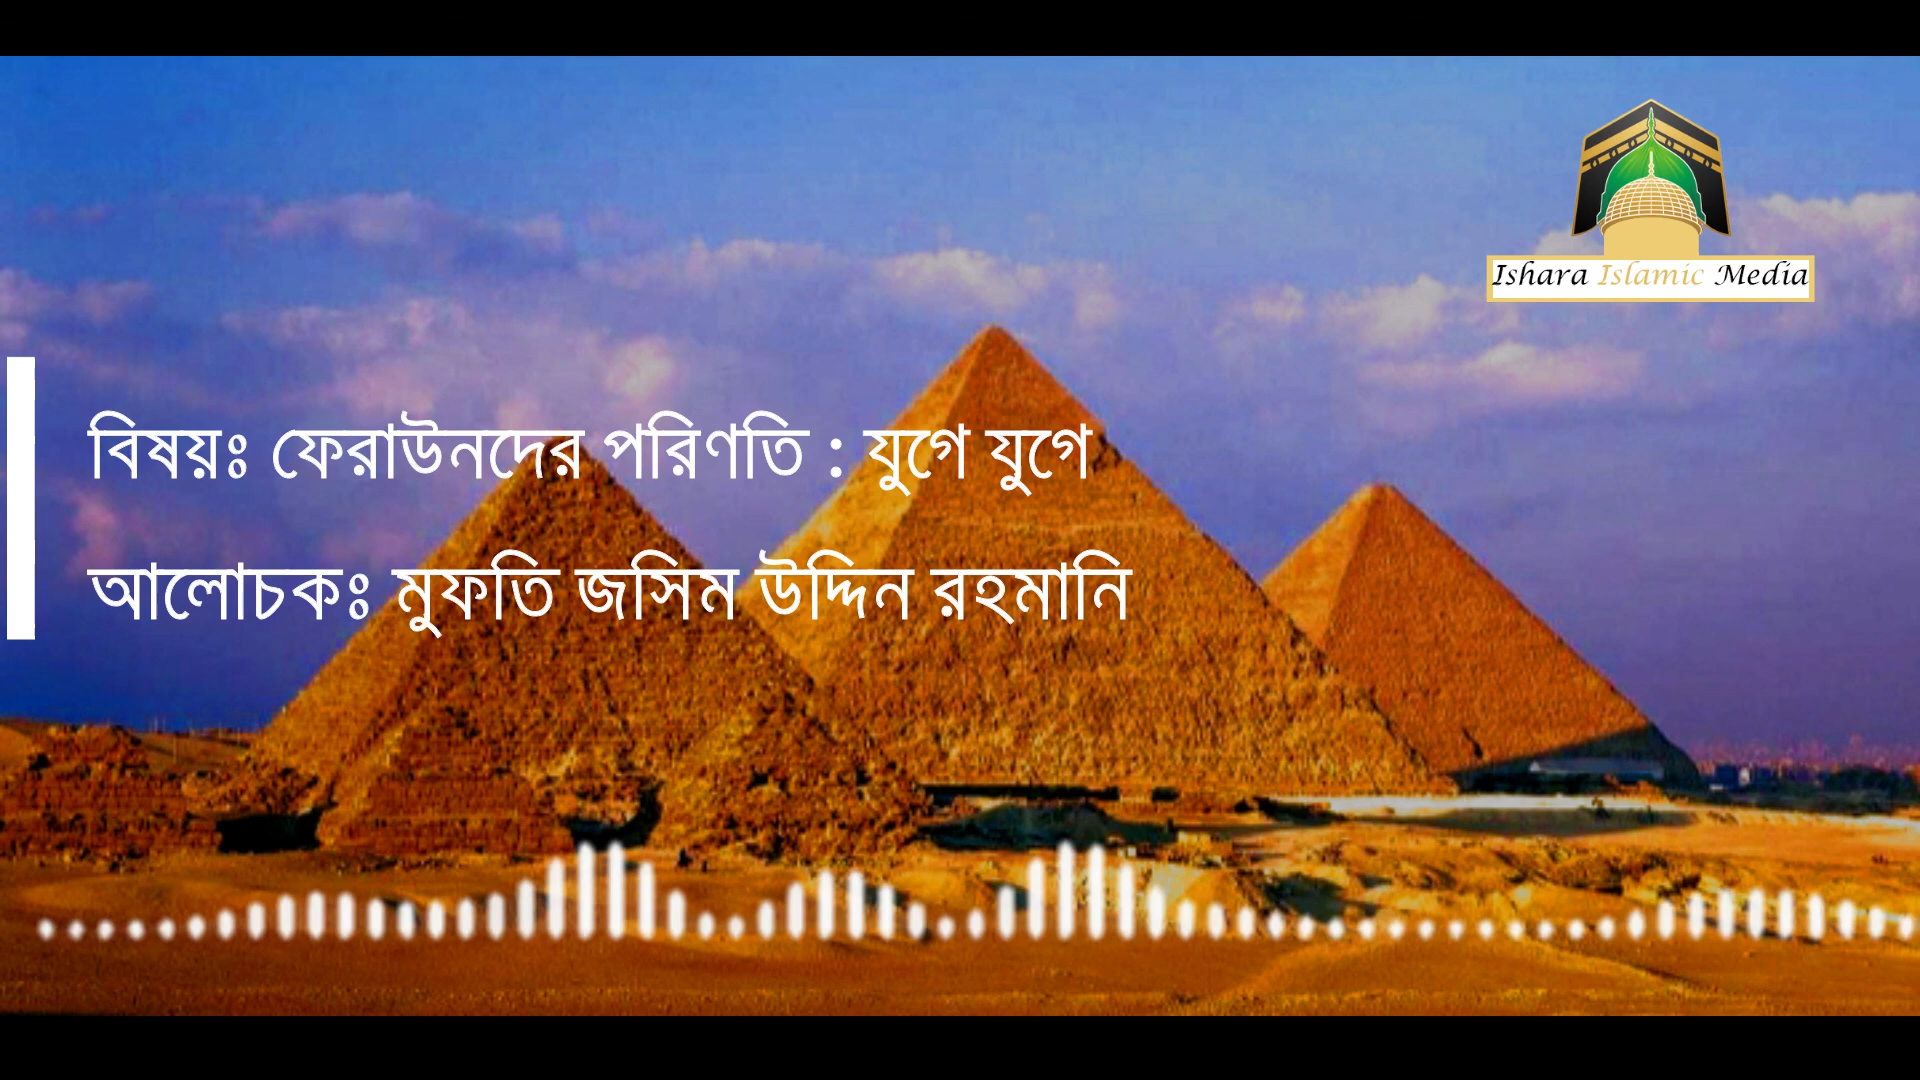 Ishara Islamic Media
বিষয়ঃ ফেরাউনদের পরিণতি : যুগে যুগে
আলোচকঃ মুফতি জসিম উদ্দিন রহমানি